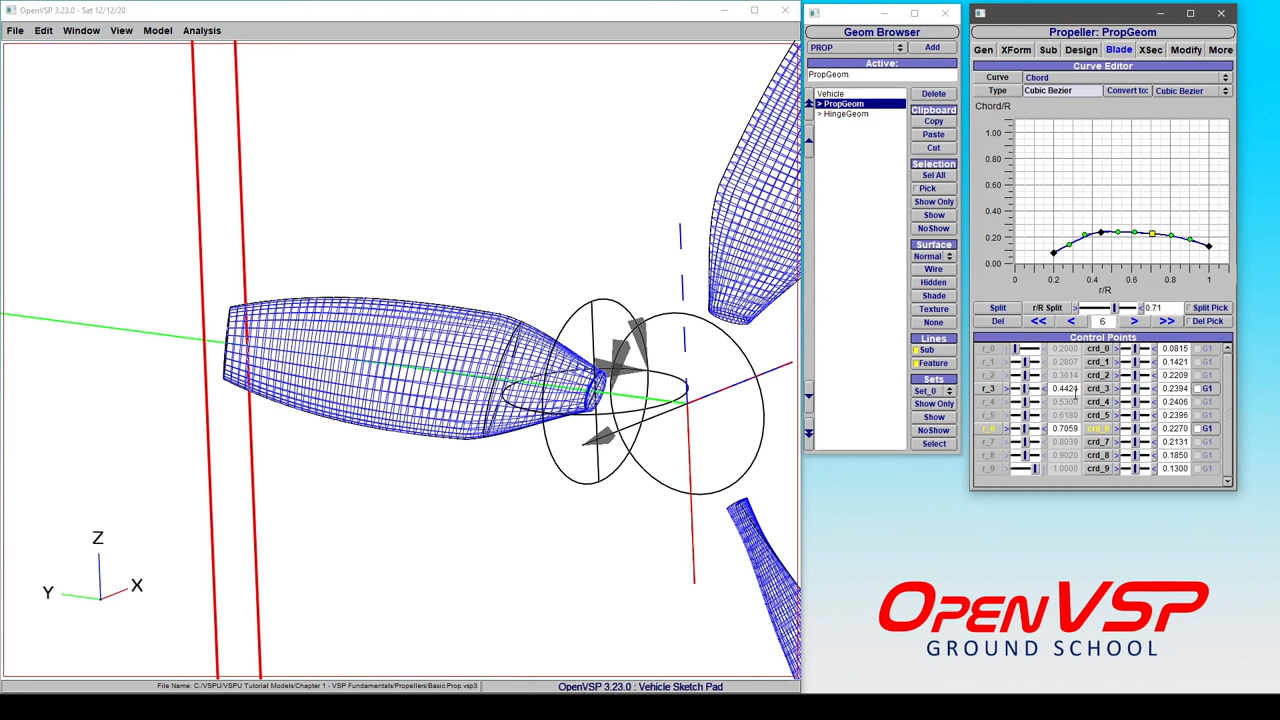 OpenVSP 3.23.0 - Sat 12/12/20
File Edit Window View Model Analysis
Z
Y
X
File Name: C:/VSPU/VSPU Tutorial Models/Chapter 1 - VSP Fundamentals/Propellers/Basic Prop.vsp3
OpenVSP 3.23.0 : Vehicle Sketch Pad
Geom Browser
PROP Add
Active:
PropGeom
Vehicle
> PropGeom
> HingeGeom
Delete
Clipboard
Copy
Paste
Cut
Selection
Sel All
Pick
Show Only
Show
NoShow
Surface
Normal
Wire
Hidden
Shade
Texture
None
Lines
Sub
Feature
Sets
Set_0
Show Only
Show
NoShow
Select
Propeller: PropGeom
Gen XForm Sub Design Blade XSec Modify More
Curve Editor
Curve Chord
Type Cubic Bezier Convert to: Cubic Bezier
Chord/R
1.00
0.80
0.60
0.40
0.20
0.00
0 0.2 0.4 0.6 0.8 1
r/R
Split r/R Split > < 0.71 Split Pick
Del << < 6 > >> Del Pick
Control Points
r_0 0.2000 crd_0 > < 0.0815
r_1 > < 0.2807 crd_1 > < 0.1421
r_2 > < 0.3614 crd_2 > < 0.2209
r_3 > < 0.4421 crd_3 > < 0.2394 G1
r_4 > < 0.5300 crd_4 > < 0.2406 G1
r_5 > < 0.6180 crd_5 > < 0.2396 G1
r_6 > < 0.7059 crd_6 > < 0.2270 G1
r_7 > < 0.8039 crd_7 > < 0.2131 G1
r_8 > < 0.9020 crd_8 > < 0.1850 G1
r_9 > 1.0000 crd_9 > < 0.1300 G1
OpenVSP
GROUND SCHOOL